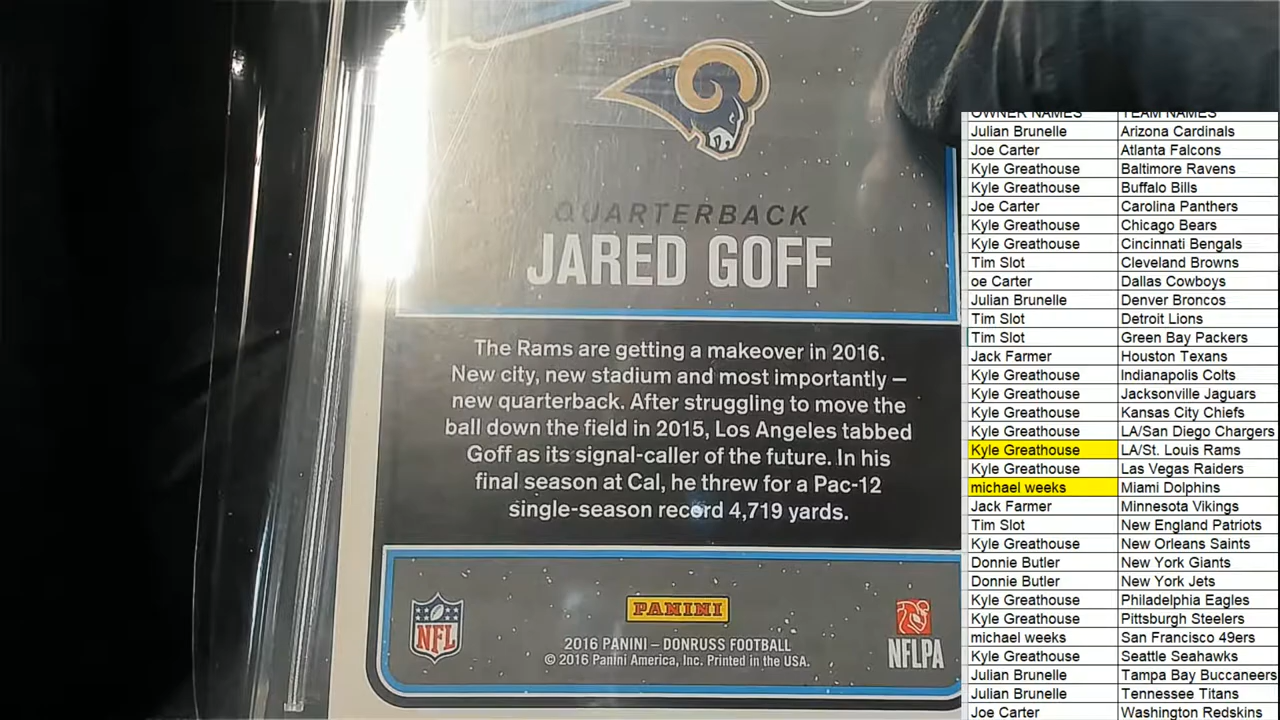 QUARTERBACK
JARED GOFF
The Rams are getting a makeover in 2016.
New city, new stadium and most importantly –
new quarterback. After struggling to move the
ball down the field in 2015, Los Angeles tabbed
Goff as its signal-caller of the future. In his
final season at Cal, he threw for a Pac-12
single-season record 4,719 yards.
NFL
PANINI
2016 PANINI – DONRUSS FOOTBALL
© 2016 Panini America, Inc. Printed in the USA.
NFLPA
OWNER NAMES TEAM NAMES
Julian Brunelle Arizona Cardinals
Joe Carter Atlanta Falcons
Kyle Greathouse Baltimore Ravens
Kyle Greathouse Buffalo Bills
Joe Carter Carolina Panthers
Kyle Greathouse Chicago Bears
Kyle Greathouse Cincinnati Bengals
Tim Slot Cleveland Browns
oe Carter Dallas Cowboys
Julian Brunelle Denver Broncos
Tim Slot Detroit Lions
Tim Slot Green Bay Packers
Jack Farmer Houston Texans
Kyle Greathouse Indianapolis Colts
Kyle Greathouse Jacksonville Jaguars
Kyle Greathouse Kansas City Chiefs
Kyle Greathouse LA/San Diego Chargers
Kyle Greathouse LA/St. Louis Rams
Kyle Greathouse Las Vegas Raiders
michael weeks Miami Dolphins
Jack Farmer Minnesota Vikings
Tim Slot New England Patriots
Kyle Greathouse New Orleans Saints
Donnie Butler New York Giants
Donnie Butler New York Jets
Kyle Greathouse Philadelphia Eagles
Kyle Greathouse Pittsburgh Steelers
michael weeks San Francisco 49ers
Kyle Greathouse Seattle Seahawks
Julian Brunelle Tampa Bay Buccaneers
Julian Brunelle Tennessee Titans
Joe Carter Washington Redskins